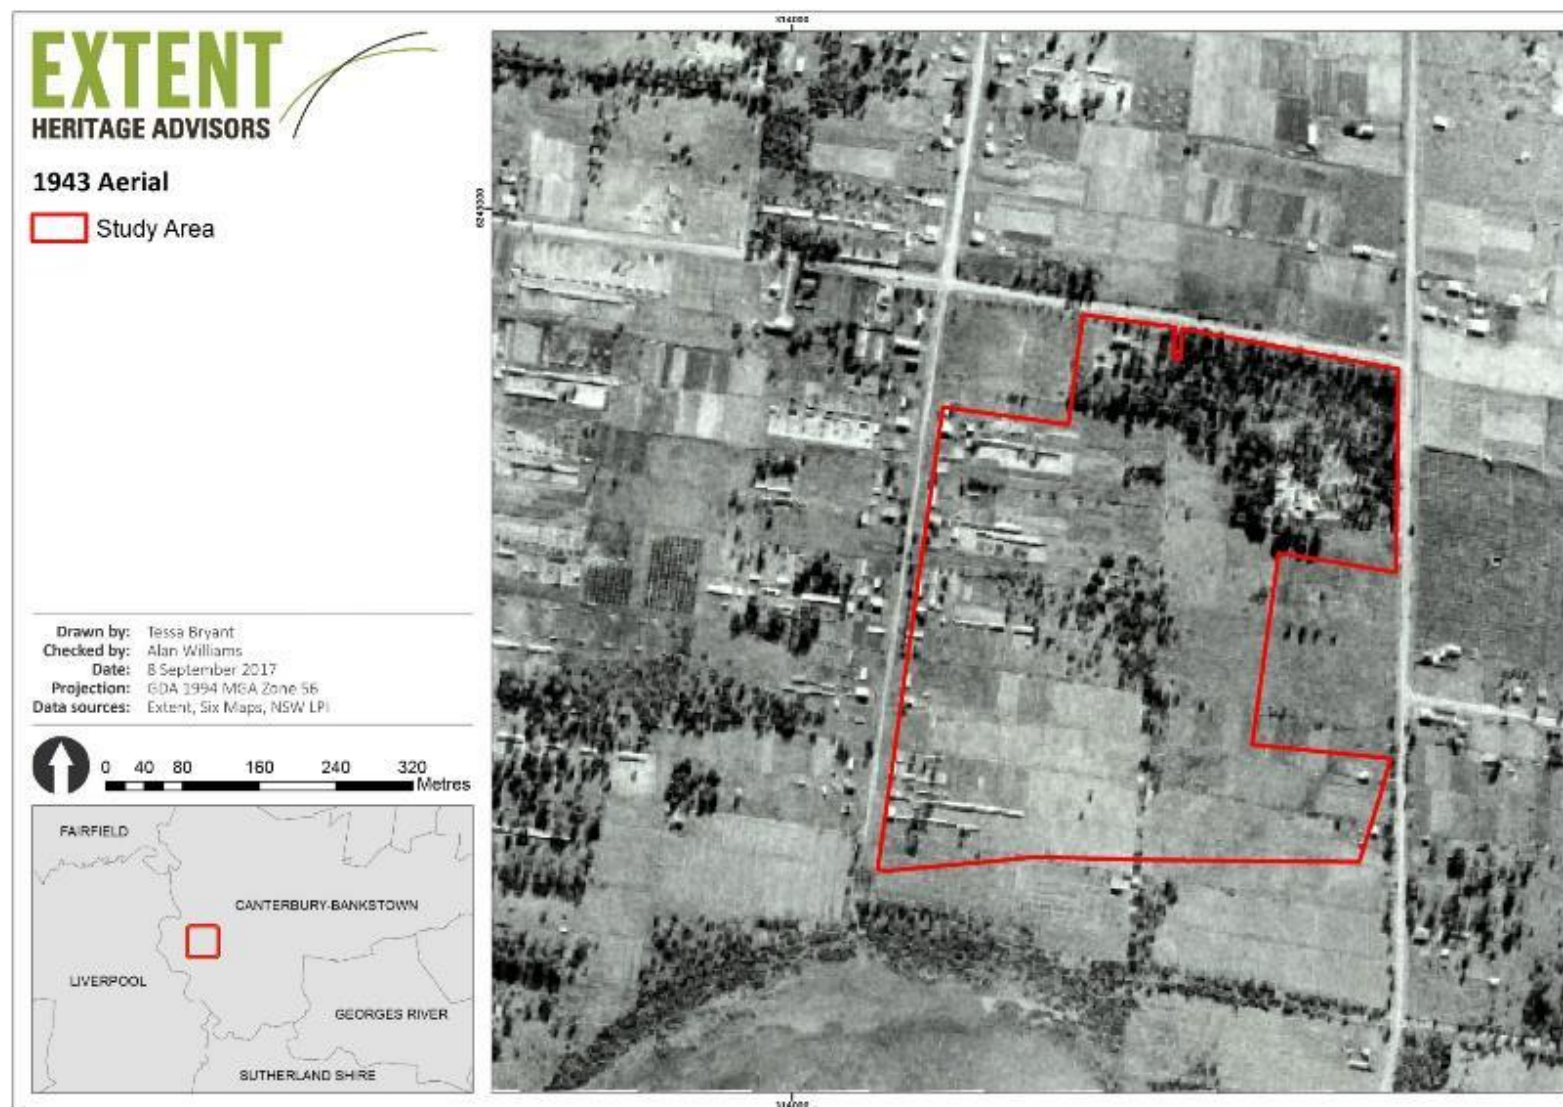 EXTENT
HERITAGE ADVISORS
1943 Aerial
Study Area
Drawn by: Tessa Bryant
Checked by: Alan Williams
Date: 8 September 2017
Projection: GDA 1994 MGA Zone 56
Data sources: Extent, Six Maps, NSW LPI
0 40 80 160 240 320
Metres
FAIRFIELD
CANTERBURY-BANKSTOWN
LIVERPOOL
GEORGES RIVER
SUTHERLAND SHIRE
314000
314000